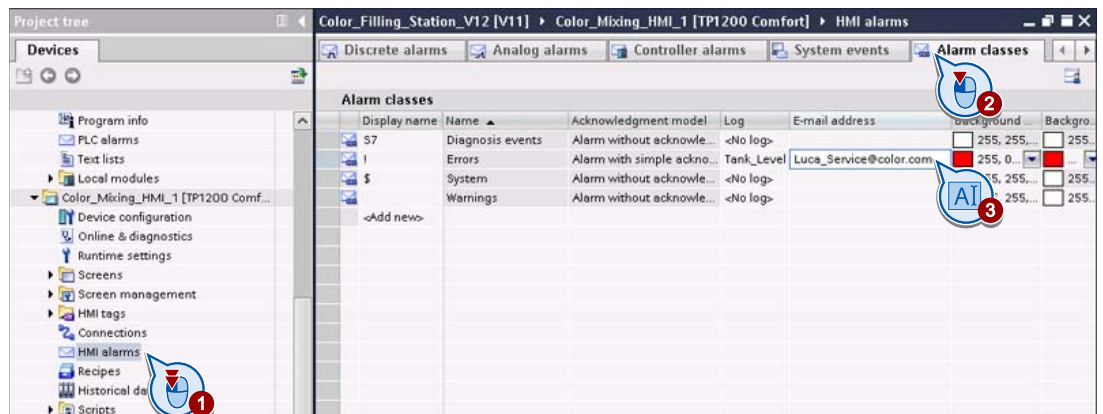 Project tree
Color_Filling_Station_V12 [V11] ▸ Color_Mixing_HMI_1 [TP1200 Comfort] ▸ HMI alarms
Devices
Discrete alarms Analog alarms Controller alarms System events Alarm classes
2
Alarm classes
Display name Name Acknowledgment model Log E-mail address Background ... Backgro...
S7 Diagnosis events Alarm without acknowle... <No log> 255, 255,... 255...
! Errors Alarm with simple ackno... Tank_Level Luca_Service@color.com 255, 0... ...
$ System Alarm without acknowle... <No log> 255,... 255...
Warnings Alarm without acknowle... <No log> 255,... 255...
<Add new>
AI
3
Program info
PLC alarms
Text lists
Local modules
Color_Mixing_HMI_1 [TP1200 Comf...
Device configuration
Online & diagnostics
Runtime settings
Screens
Screen management
HMI tags
Connections
HMI alarms
Recipes
Historical da
Scripts
1